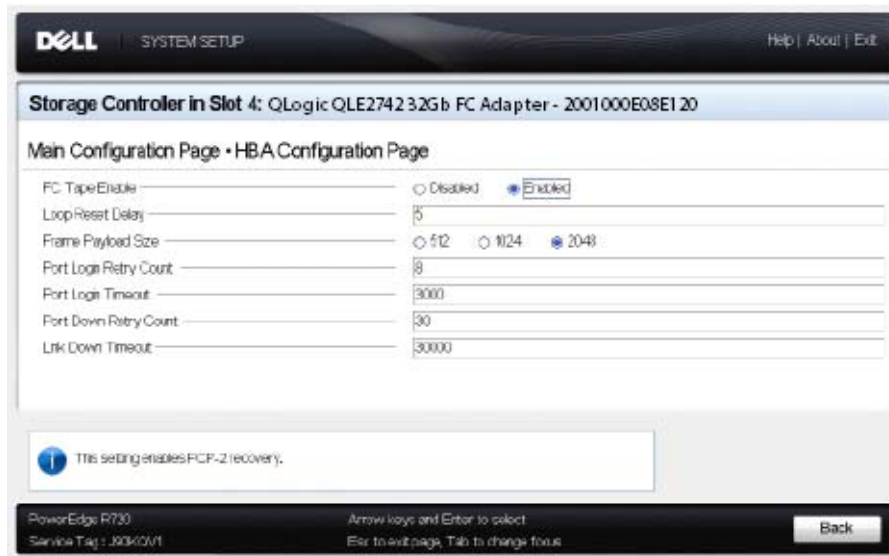 DELL SYSTEM SETUP Help | About | Exit
Storage Controller in Slot 4: QLogic QLE2742 32Gb FC Adapter - 2001000E08E120
Main Configuration Page • HBA Configuration Page
FC Tape Enable Disabled Enabled
Loop Reset Delay 5
Frame Payload Size 512 1024 2048
Port Login Retry Count 8
Port Login Timeout 3000
Port Down Retry Count 30
Link Down Timeout 30000
This setting enables FCP-2 recovery.
PowerEdge R730 Arrow keys and Enter to select
Service Tag : Esc to exit page, Tab to change focus
Back